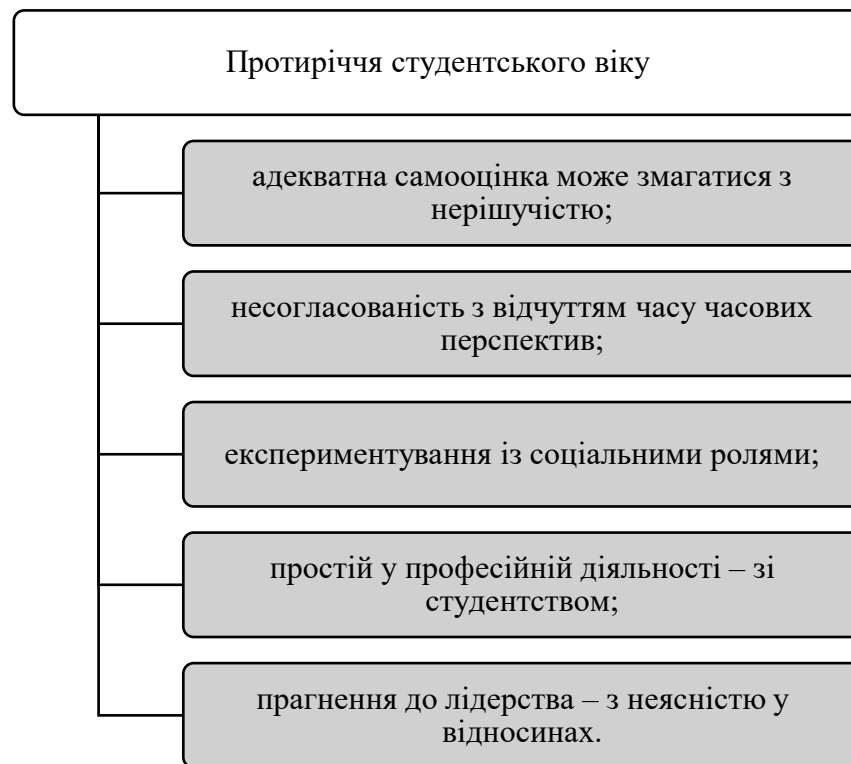 Протиріччя студентського віку
адекватна самооцінка може змагатися з
нерішучістю;
несогласованість з відчуттям часу часових
перспектив;
експериментування із соціальними ролями;
простій у професійній діяльності – зі
студентством;
прагнення до лідерства – з неясністю у
відносинах.